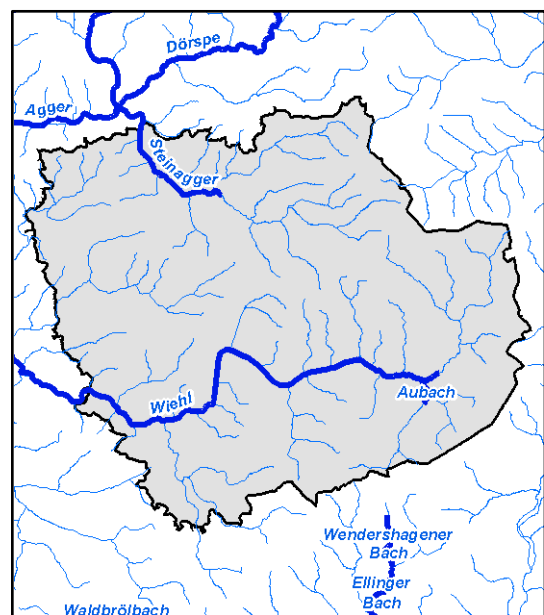 Dörspe
Agger
Steinagger
Wiehl
Aubach
Wendershagener
Bach
Ellinger
Bach
Waldbrölbach